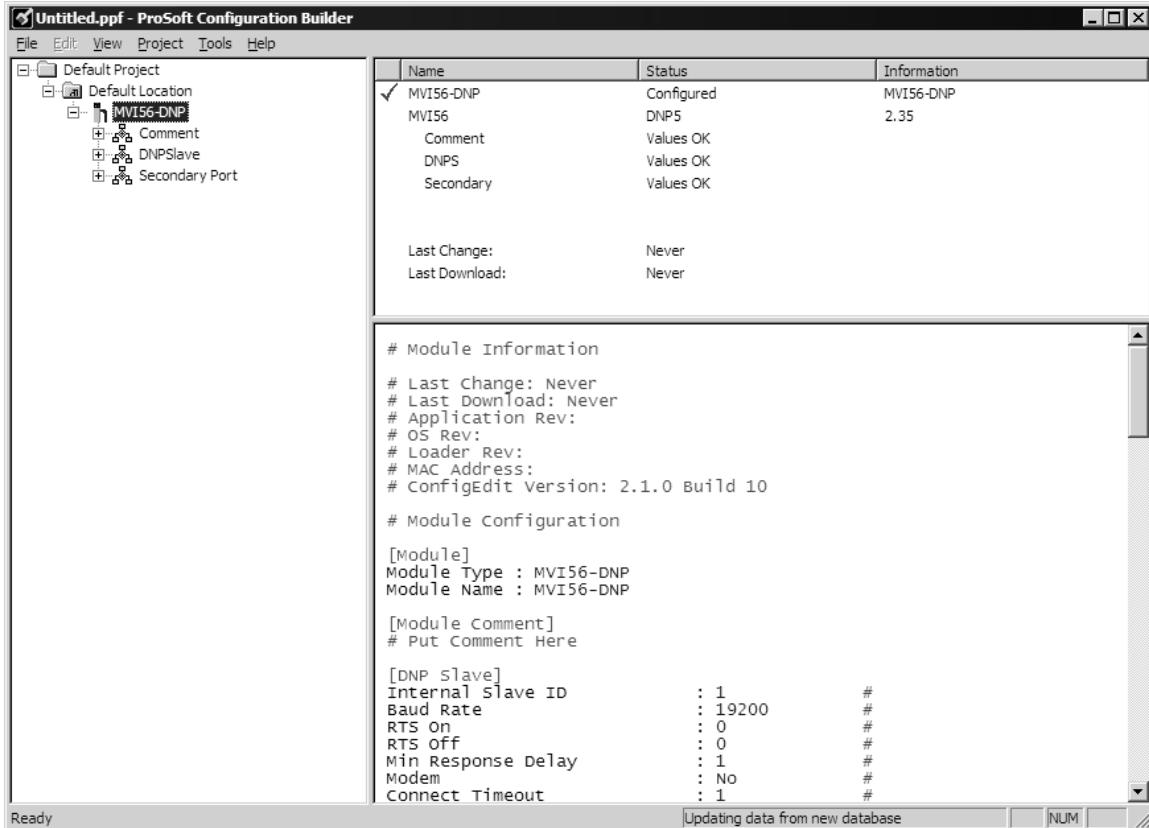 Untitled.ppf - ProSoft Configuration Builder
File Edit View Project Tools Help
Default Project
Default Location
MVI56-DNP
Comment
DNPSlave
Secondary Port
Name Status Information
MVI56-DNP Configured MVI56-DNP
MVI56 DNP5 2.35
Comment Values OK
DNPS Values OK
Secondary Values OK
Last Change: Never
Last Download: Never
# Module Information
# Last Change: Never
# Last Download: Never
# Application Rev:
# OS Rev:
# Loader Rev:
# MAC Address:
# ConfigEdit Version: 2.1.0 Build 10
# Module Configuration
[Module]
Module Type : MVI56-DNP
Module Name : MVI56-DNP
[Module Comment]
# Put Comment Here
[DNP Slave]
Internal Slave ID : 1 #
Baud Rate : 19200 #
RTS On : 0 #
RTS Off : 0 #
Min Response Delay : 1 #
Modem : No #
Connect Timeout : 1 #
Ready Updating data from new database NUM